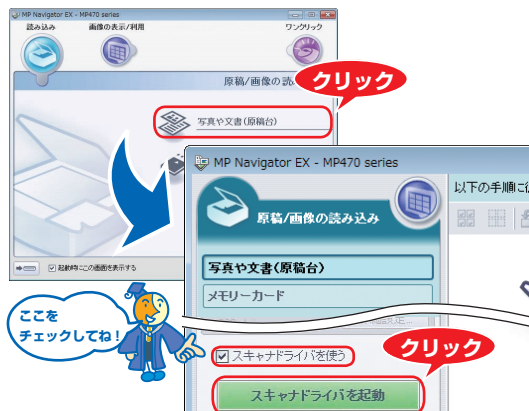 MP Navigator EX - MP470 series
読み込み
画像の表示/利用
ワンクリック
原稿/画像の読
クリック
写真や文書(原稿台)
起動時にこの画面を表示する
MP Navigator EX - MP470 series
以下の手順に
原稿/画像の読み込み
写真や文書(原稿台)
メモリーカード
ここを
チェックしてね!
スキャナドライバを使う
クリック
スキャナドライバを起動